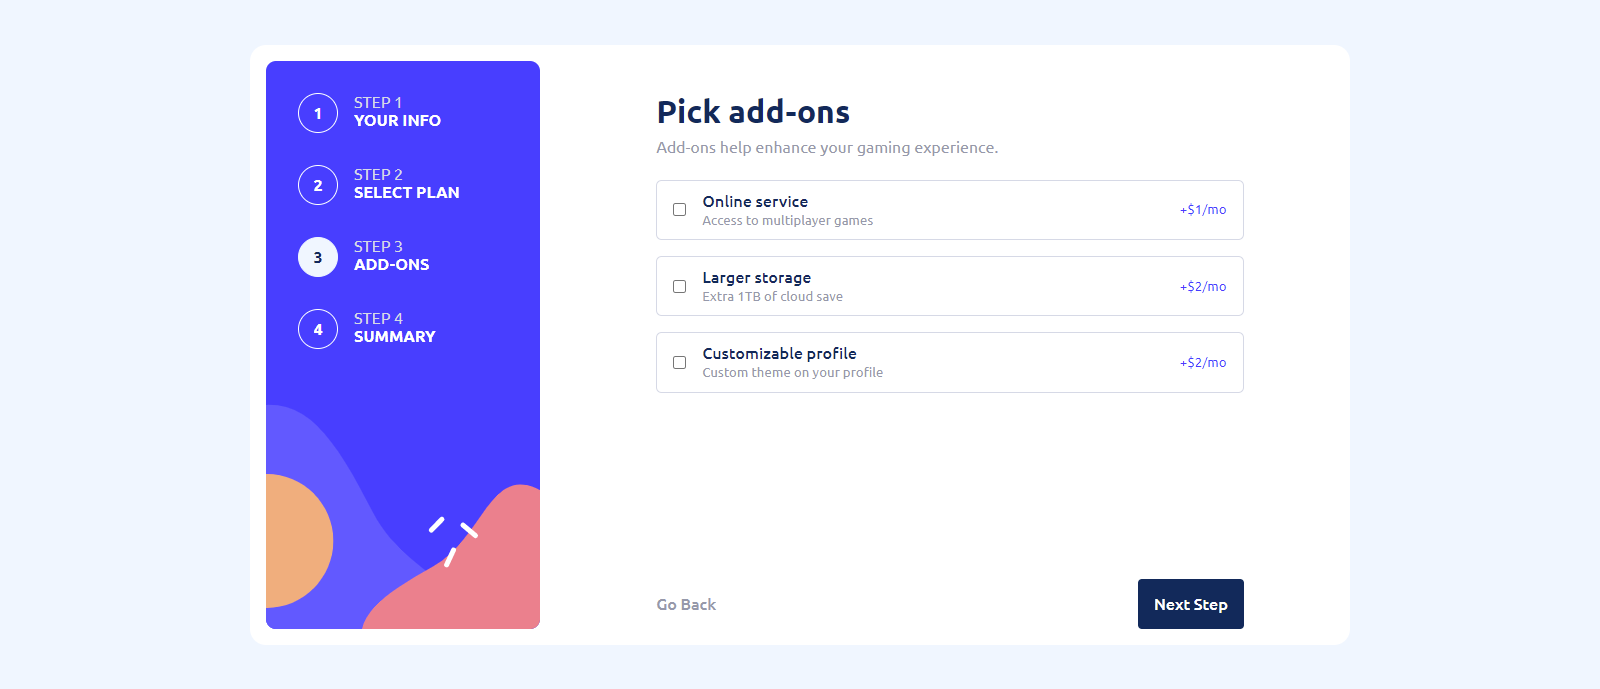 1
STEP 1
YOUR INFO
2
STEP 2
SELECT PLAN
3
STEP 3
ADD-ONS
4
STEP 4
SUMMARY
Pick add-ons
Add-ons help enhance your gaming experience.
Online service
Access to multiplayer games
+$1/mo
Larger storage
Extra 1TB of cloud save
+$2/mo
Customizable profile
Custom theme on your profile
+$2/mo
Go Back
Next Step